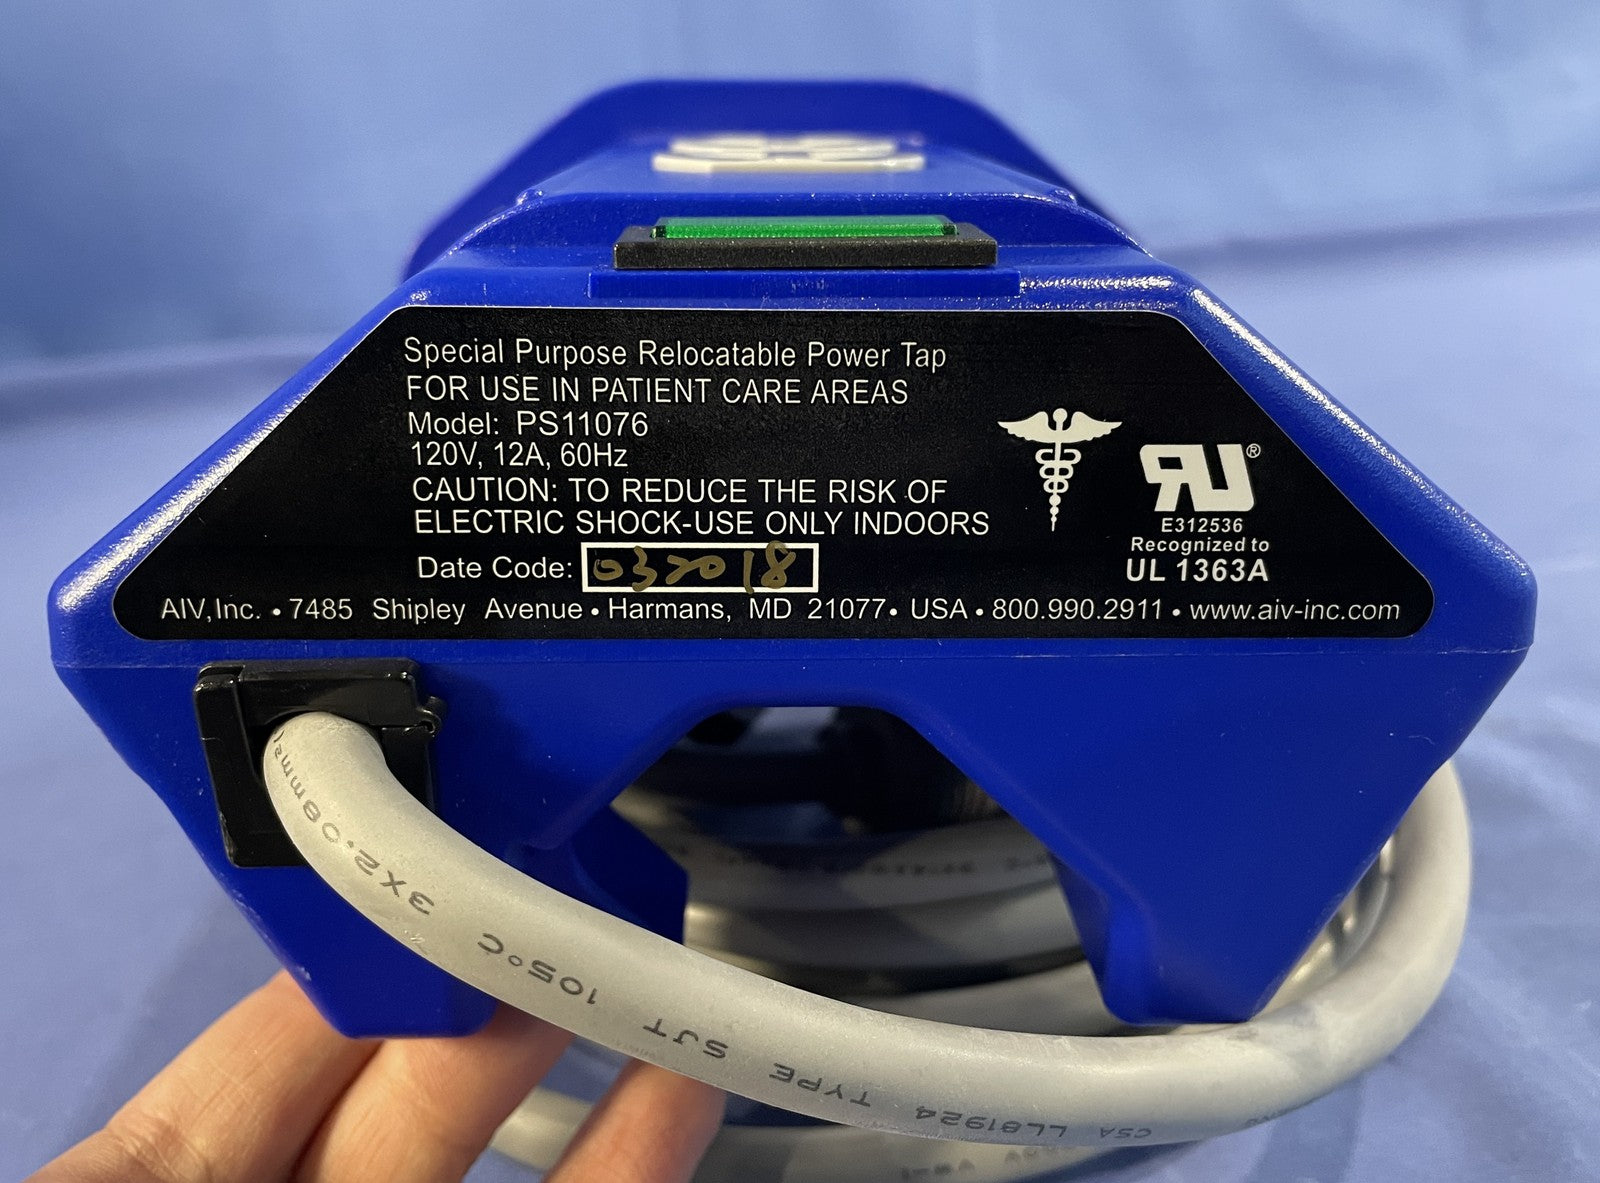 Special Purpose Relocatable Power Tap
FOR USE IN PATIENT CARE AREAS
Model: PS11076
120V, 12A, 60Hz
CAUTION: TO REDUCE THE RISK OF
ELECTRIC SHOCK-USE ONLY INDOORS
Date Code: 032018
RU®
E312536
Recognized to
UL 1363A
AIV,Inc. • 7485 Shipley Avenue • Harmans, MD 21077 • USA • 800.990.2911 • www.aiv-inc.com
CSA LL81924 TYPE SJT 105°C 3X2.08mm²(